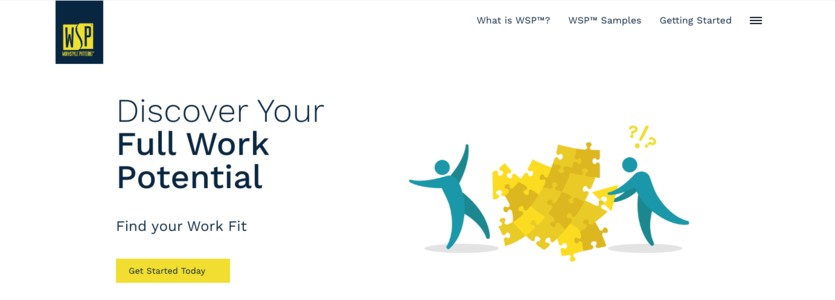 WSP
WORKSTYLE PATTERNS™
What is WSP™?
WSP™ Samples
Getting Started
Discover Your
Full Work
Potential
Find your Work Fit
Get Started Today
?/?